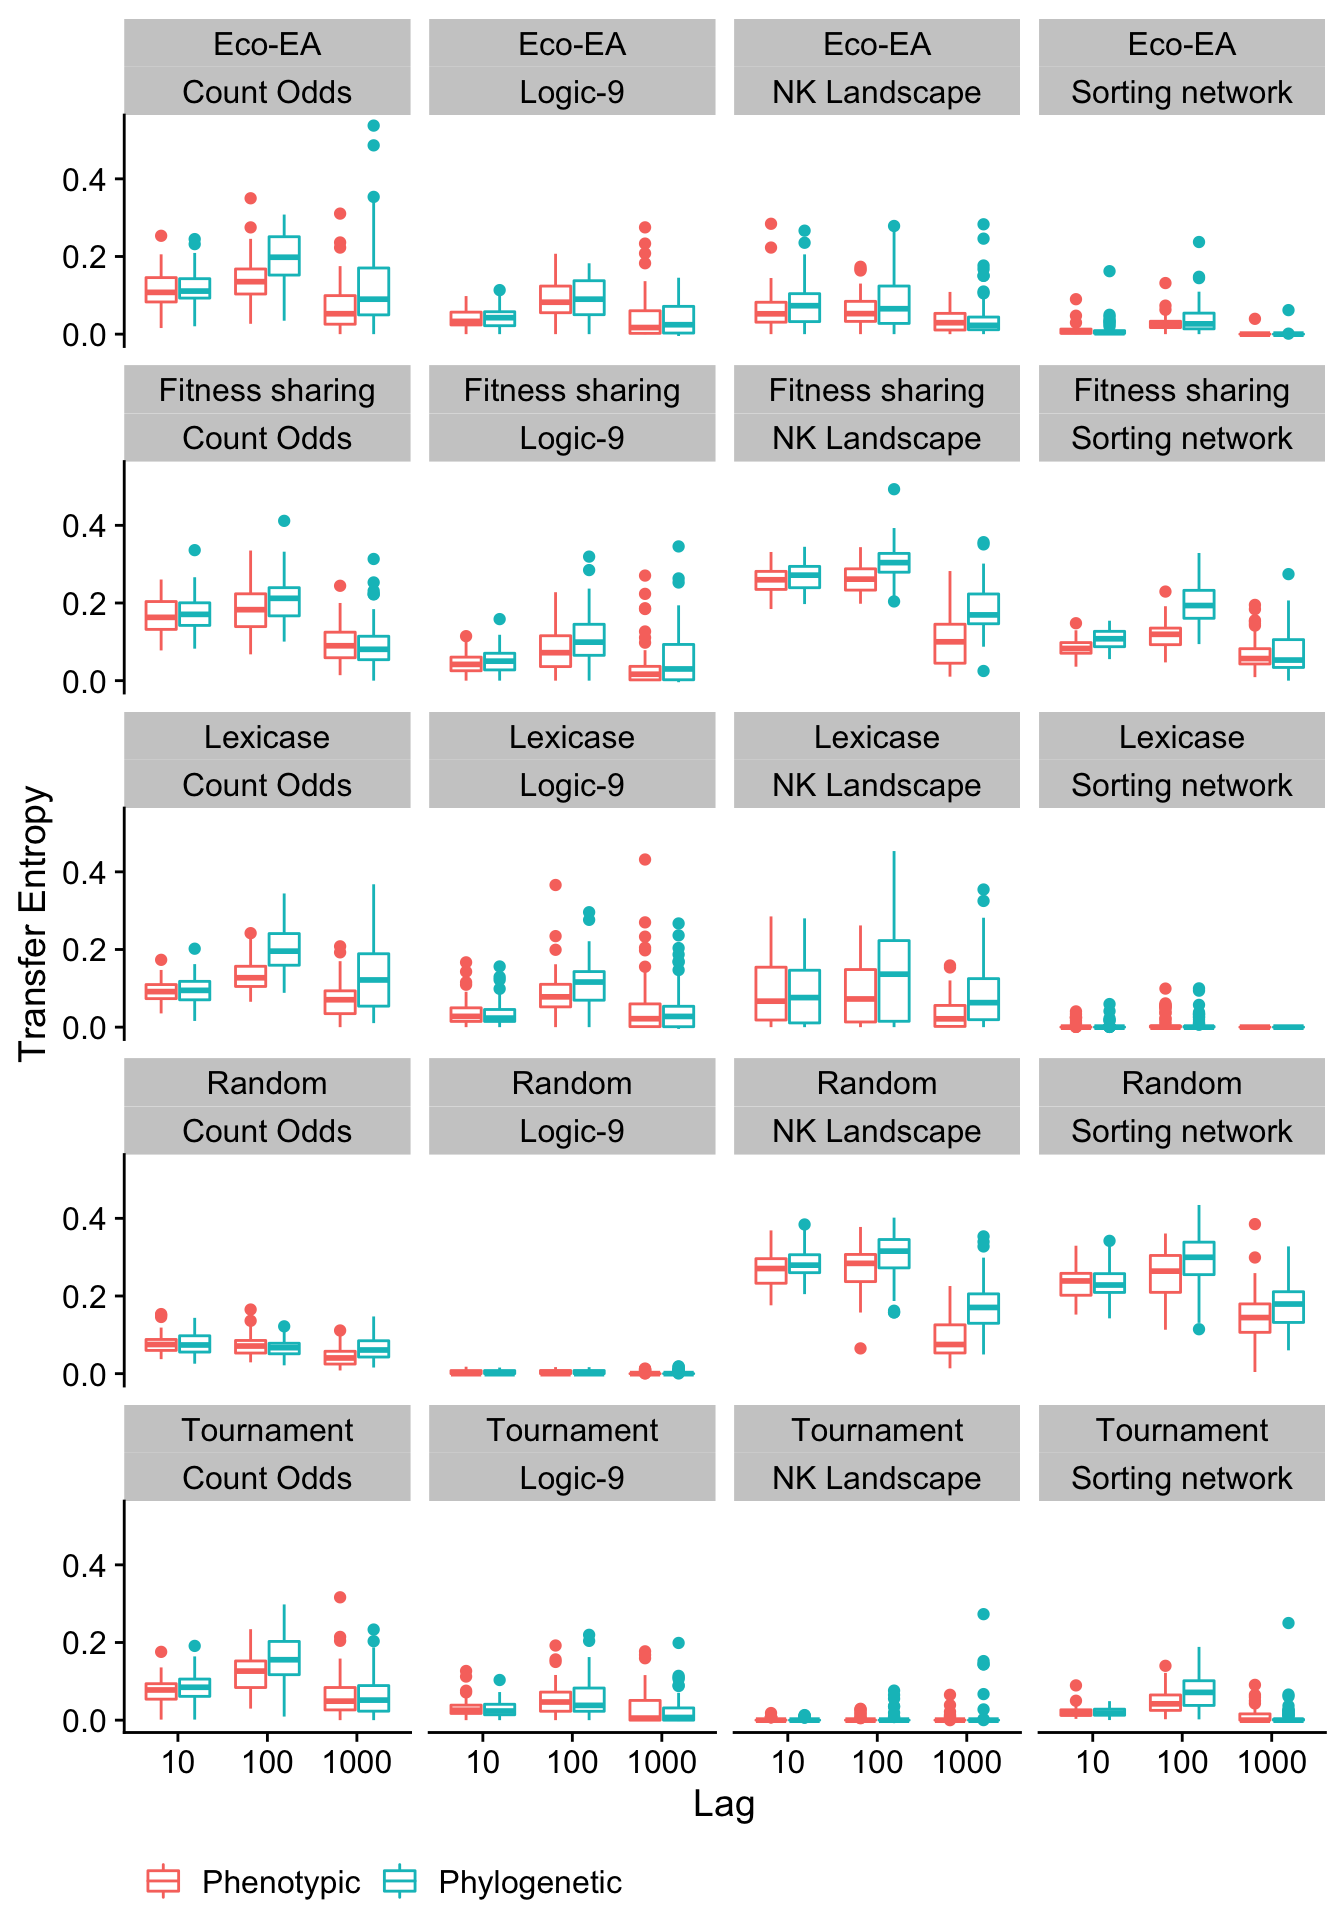 Eco-EA Eco-EA Eco-EA Eco-EA
Count Odds Logic-9 NK Landscape Sorting network
0.4
0.2
0.0
Fitness sharing Fitness sharing Fitness sharing Fitness sharing
Count Odds Logic-9 NK Landscape Sorting network
0.4
0.2
0.0
Lexicase Lexicase Lexicase Lexicase
Count Odds Logic-9 NK Landscape Sorting network
Transfer Entropy
0.4
0.2
0.0
Random Random Random Random
Count Odds Logic-9 NK Landscape Sorting network
0.4
0.2
0.0
Tournament Tournament Tournament Tournament
Count Odds Logic-9 NK Landscape Sorting network
0.4
0.2
0.0
10 100 1000 10 100 1000 10 100 1000 10 100 1000
Lag
Phenotypic Phylogenetic